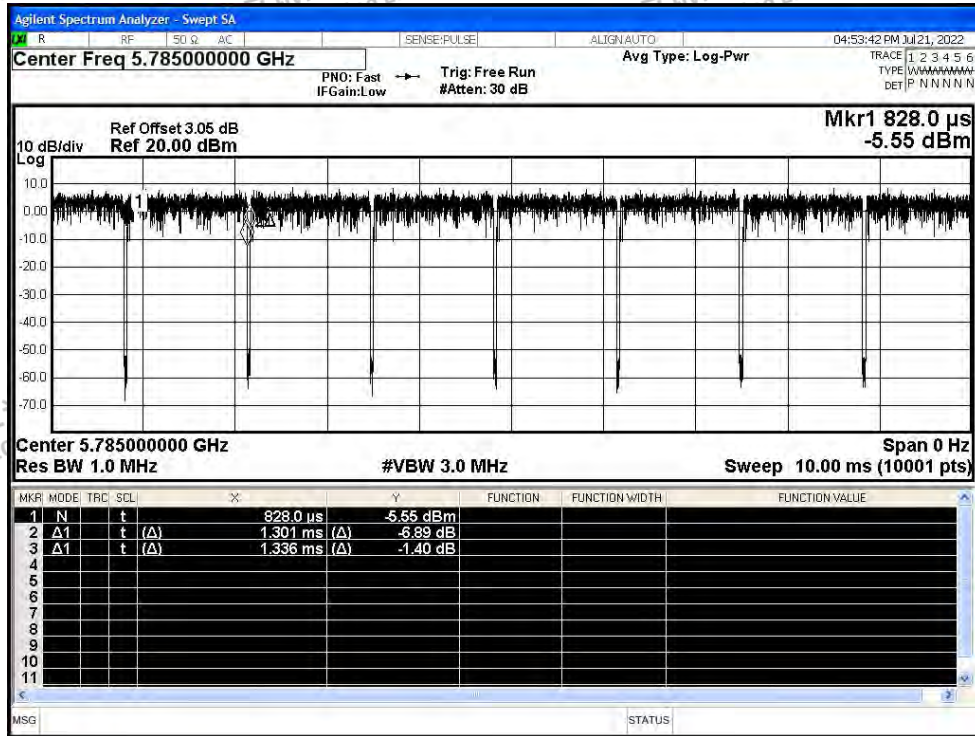 Agilent Spectrum Analyzer - Swept SA
LXI R RF 50 Ω AC SENSE:PULSE ALIGN AUTO 04:53:42 PM Jul 21, 2022
Center Freq 5.785000000 GHz
Avg Type: Log-Pwr
TRACE 1 2 3 4 5 6
TYPE WWWWWW
DET P N N N N N
PNO: Fast
IFGain:Low
Trig: Free Run
#Atten: 30 dB
Mkr1 828.0 µs
-5.55 dBm
Ref Offset 3.05 dB
10 dB/div Ref 20.00 dBm
Log
10.0
1
0.00
-10.0
-20.0
-30.0
-40.0
-50.0
-60.0
-70.0
Center 5.785000000 GHz Span 0 Hz
Res BW 1.0 MHz #VBW 3.0 MHz Sweep 10.00 ms (10001 pts)
MKR MODE TRC SCL X Y FUNCTION FUNCTION WIDTH FUNCTION VALUE
1 N t 828.0 µs -5.55 dBm
2 Δ1 t (Δ) 1.301 ms (Δ) -6.89 dB
3 Δ1 t (Δ) 1.336 ms (Δ) -1.40 dB
4
5
6
7
8
9
10
11
MSG STATUS